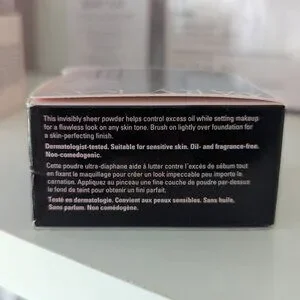 This invisibly sheer powder helps control excess oil while setting makeup
for a flawless look on any skin tone. Brush on lightly over foundation for
a skin-perfecting finish.
Dermatologist-tested. Suitable for sensitive skin. Oil- and fragrance-free.
Non-comedogenic.
Cette poudre ultra-diaphane aide à lutter contre l'excès de sébum tout
en fixant le maquillage pour créer un look impeccable peu importe la
carnation. Appliquez au pinceau une fine couche de poudre par-dessus
le fond de teint pour obtenir un fini parfait.
Testé en dermatologie. Convient aux peaux sensibles. Sans huile.
Sans parfum. Non comédogène.